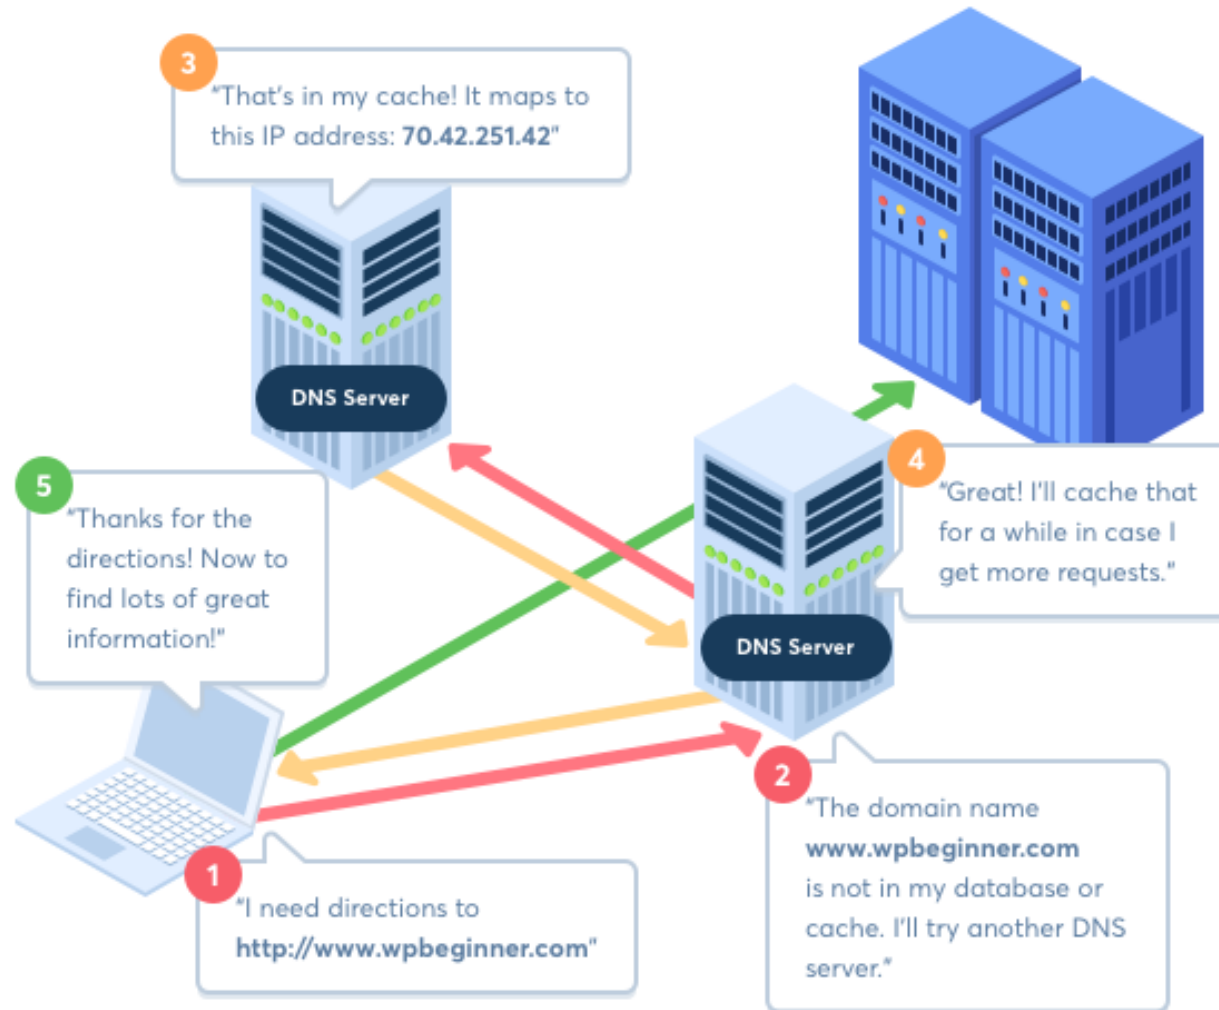 3
"That's in my cache! It maps to
this IP address: 70.42.251.42"
DNS Server
5
"Thanks for the
directions! Now to
find lots of great
information!"
4
"Great! I'll cache that
for a while in case I
get more requests."
DNS Server
2
"The domain name
www.wpbeginner.com
is not in my database or
cache. I'll try another DNS
server."
1
"I need directions to
http://www.wpbeginner.com"